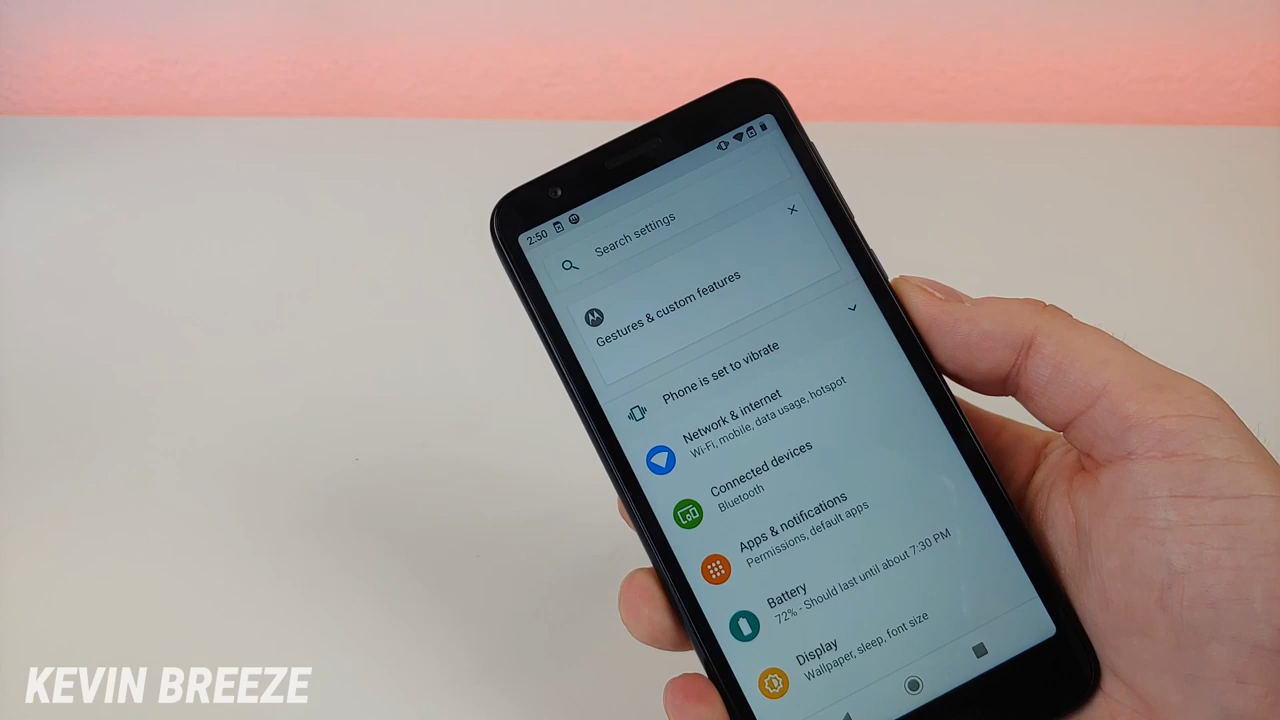 2:50
Search settings
Gestures & custom features
Phone is set to vibrate
Network & internet
Wi-Fi, mobile, data usage, hotspot
Connected devices
Bluetooth
Apps & notifications
Permissions, default apps
Battery
72% - Should last until about 7:30 PM
Display
Wallpaper, sleep, font size
KEVIN BREEZE